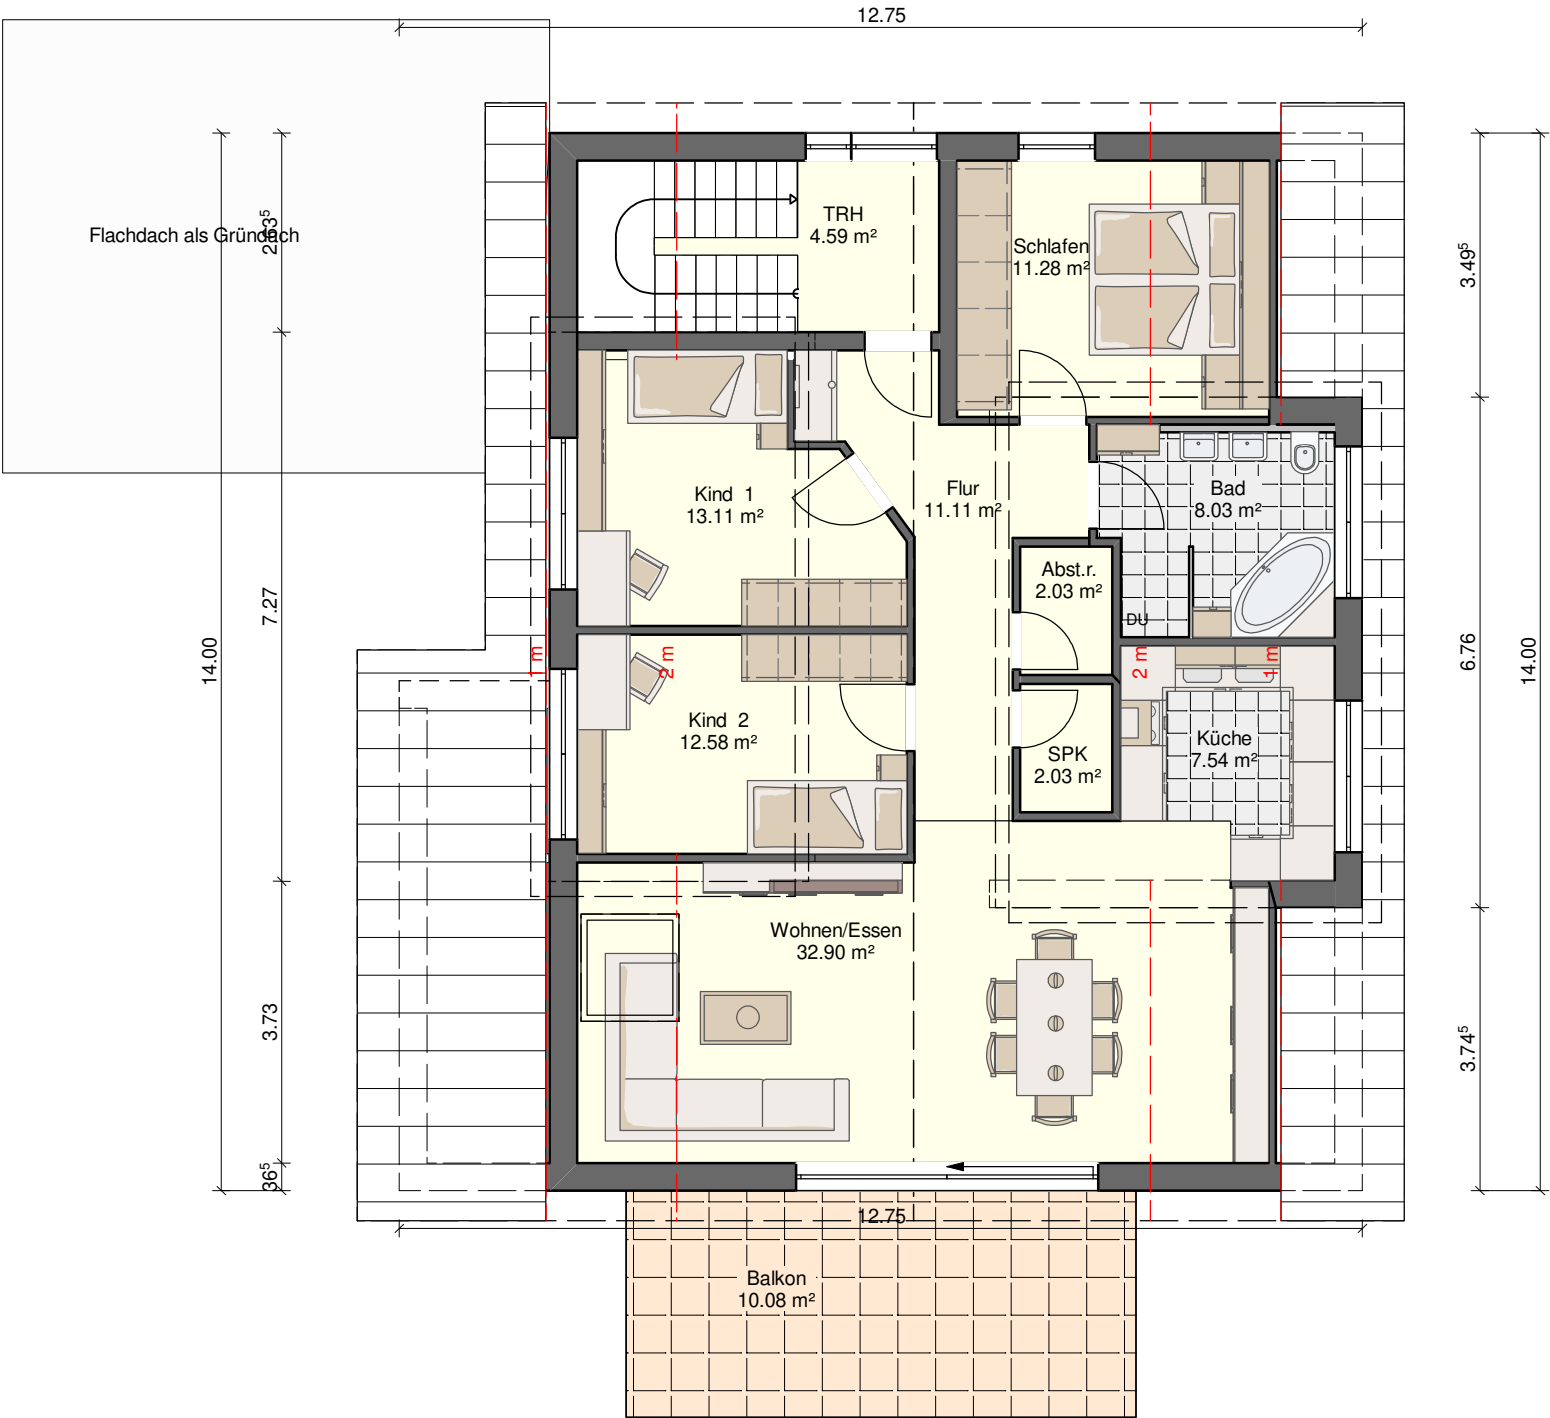 12.75
Flachdach als Gründach
2.63⁵
TRH
4.59 m²
Schlafen
11.28 m²
3.49⁵
Kind 1
13.11 m²
Flur
11.11 m²
Bad
8.03 m²
Abst.r.
2.03 m²
DU
7.27
14.00
1 m
2 m
2 m
1 m
6.76
14.00
Kind 2
12.58 m²
SPK
2.03 m²
Küche
7.54 m²
Wohnen/Essen
32.90 m²
3.73
3.74⁵
36⁵
12.75
Balkon
10.08 m²